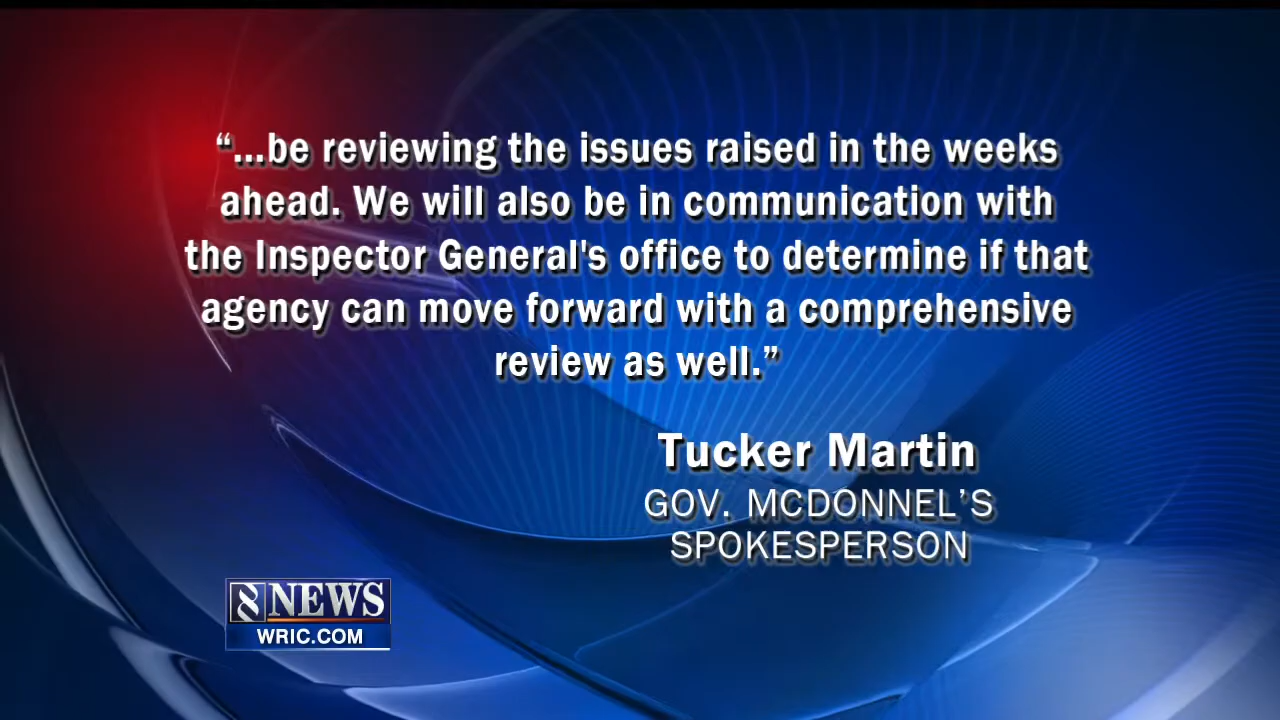 “...be reviewing the issues raised in the weeks
ahead. We will also be in communication with
the Inspector General's office to determine if that
agency can move forward with a comprehensive
review as well.”
Tucker Martin
GOV. MCDONNEL’S
SPOKESPERSON
8 NEWS
WRIC.COM